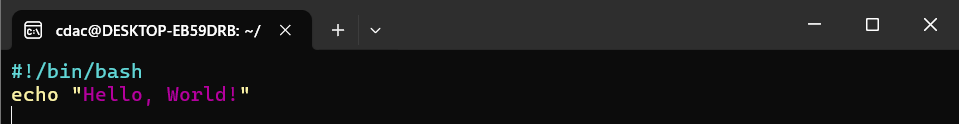 cdac@DESKTOP-EB59DRB: ~/
#!/bin/bash
echo "Hello, World!"